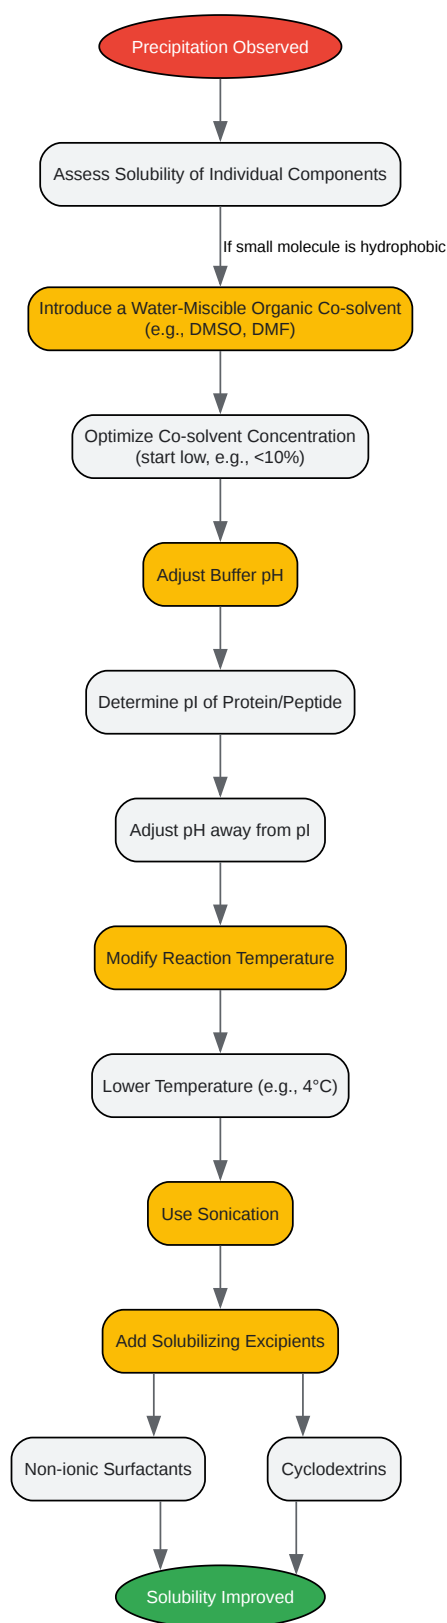 Precipitation Observed
Assess Solubility of Individual Components
If small molecule is hydrophobic
Introduce a Water-Miscible Organic Co-solvent
(e.g., DMSO, DMF)
Optimize Co-solvent Concentration
(start low, e.g., <10%)
Adjust Buffer pH
Determine pI of Protein/Peptide
Adjust pH away from pI
Modify Reaction Temperature
Lower Temperature (e.g., 4°C)
Use Sonication
Add Solubilizing Excipients
Non-ionic Surfactants
Cyclodextrins
Solubility Improved